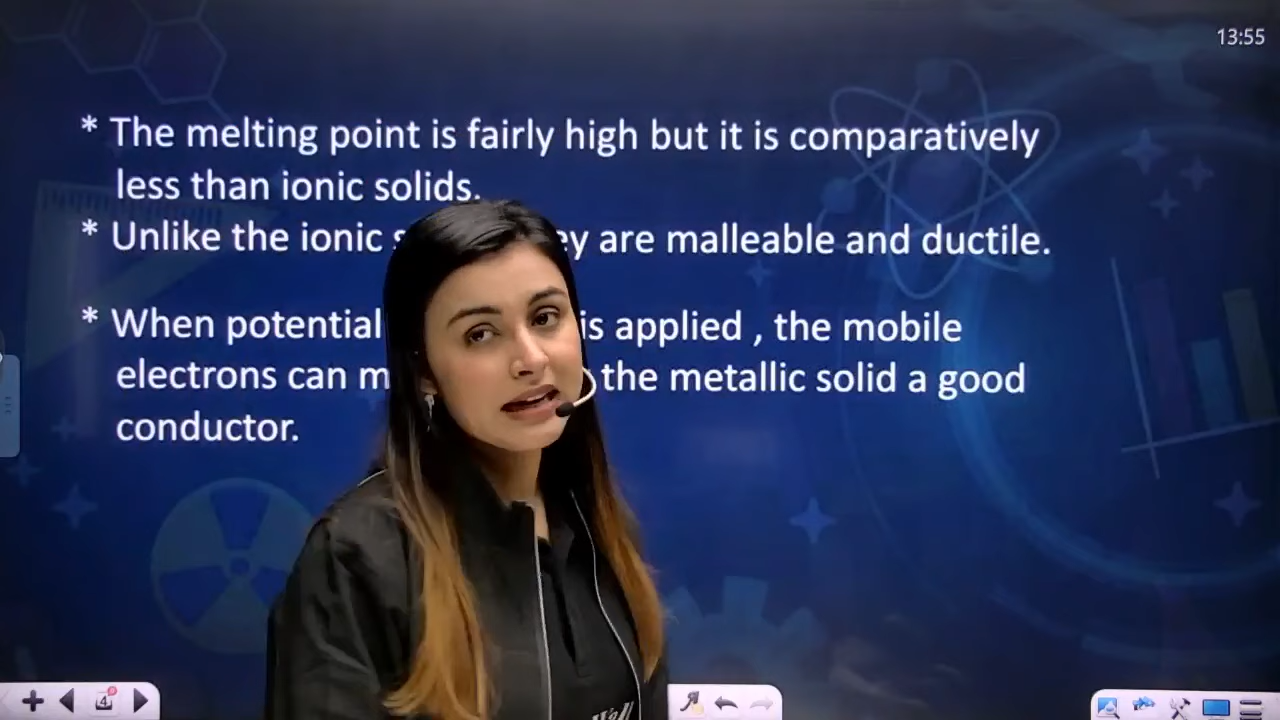 13:55
* The melting point is fairly high but it is comparatively
less than ionic solids.
* Unlike the ionic are malleable and ductile.
* When potential is applied , the mobile
electrons can the metallic solid a good
conductor.
4